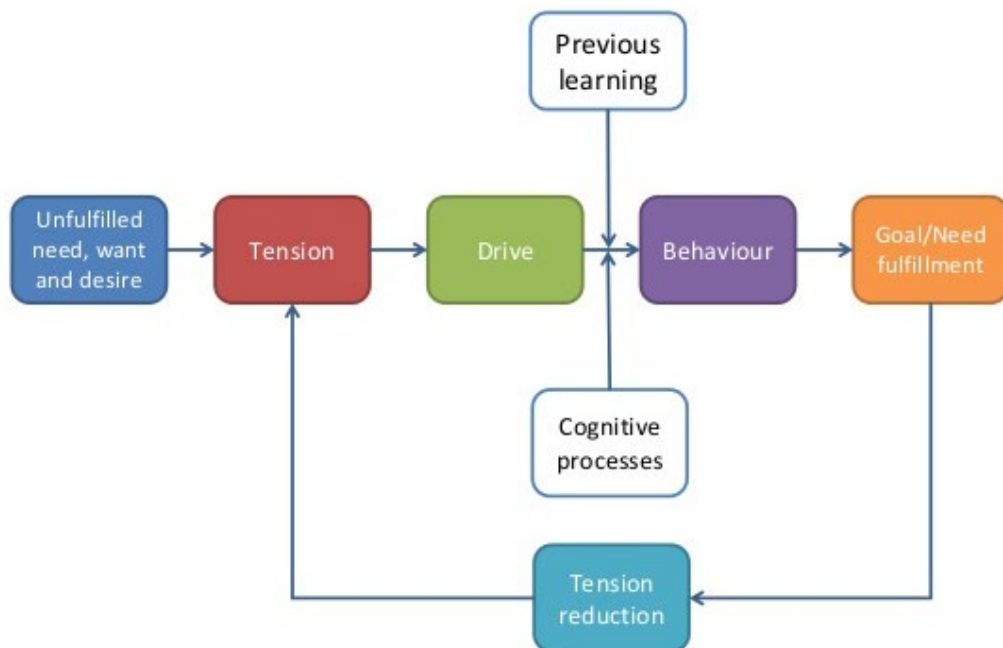 Previous
learning
Unfulfilled
need, want
and desire
Tension
Drive
Behaviour
Goal/Need
fulfillment
Cognitive
processes
Tension
reduction